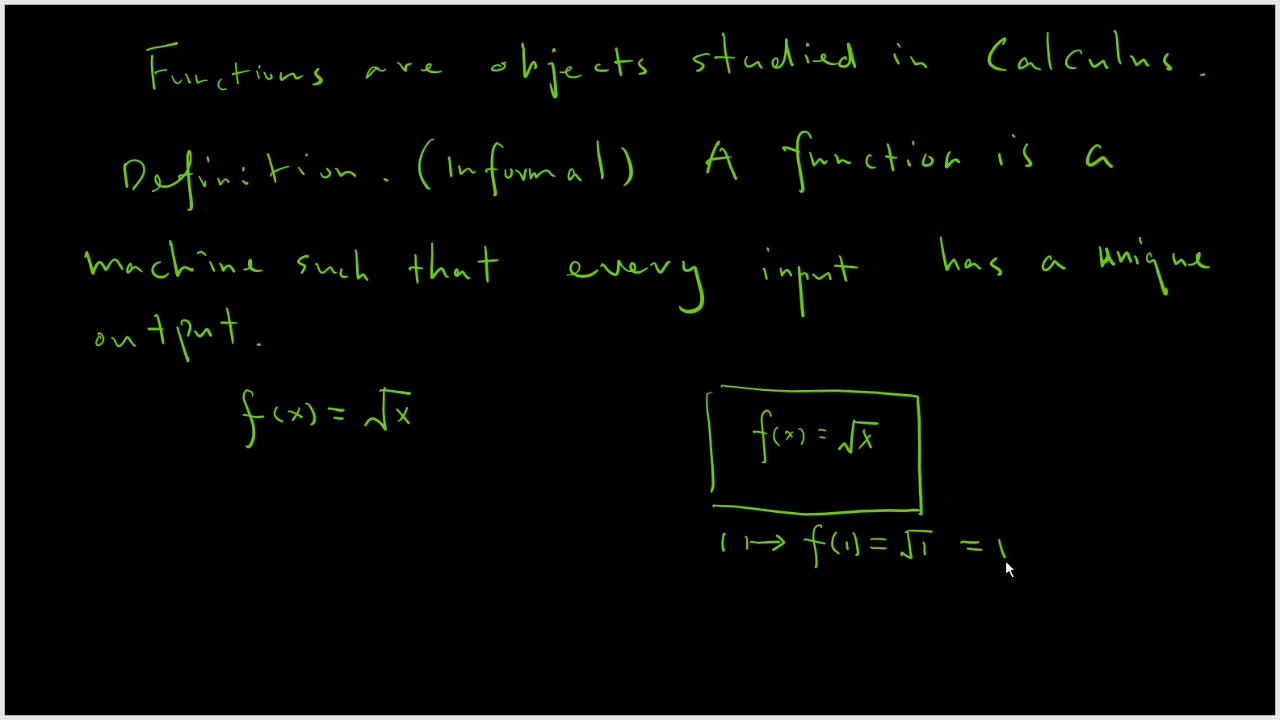 Functions are objects studied in Calculus.
Definition. (Informal) A function is a
machine such that every input has a unique
output.
f(x) = √x
f(x) = √x
1 ↦ f(1) = √1 = 1